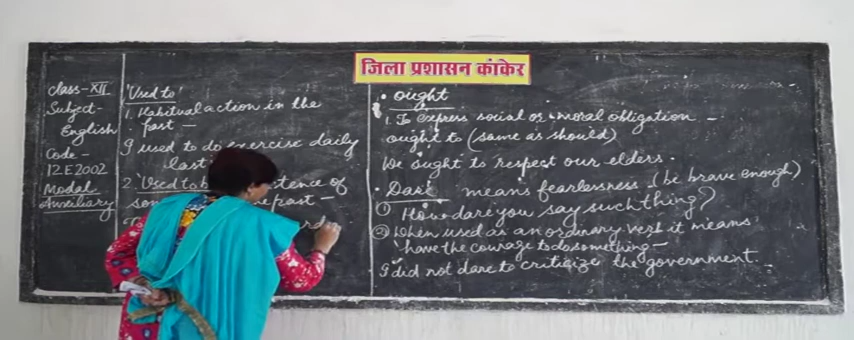 जिला प्रशासन कांकेर
Class-XII
Subject-
English
Code-
12E2002
Modal
Auxiliary
'Used to'
1. Habitual action in the
past —
I used to do exercise daily
last
2. Used to b tence of
som past —
• Ought
1. To express social or moral obligation —
ought to (same as should)
We ought to respect our elders.
• Dare means fearlessness. (be brave enough)
① How dare you say such thing?
② When used as an ordinary verb it means
have the courage to do something —
I did not dare to criticize the government.